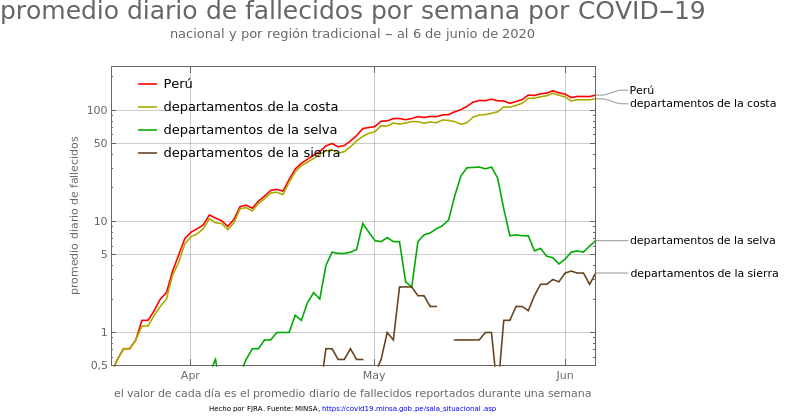 promedio diario de fallecidos por semana por COVID‒19
nacional y por región tradicional ‒ al 6 de junio de 2020
Perú
departamentos de la costa
departamentos de la selva
departamentos de la sierra
promedio diario de fallecidos
100
50
10
5
1
0,5
Apr
May
Jun
Perú
departamentos de la costa
departamentos de la selva
departamentos de la sierra
el valor de cada día es el promedio diario de fallecidos reportados durante una semana
Hecho por FJRA. Fuente: MINSA, https://covid19.minsa.gob.pe/sala_situacional.asp